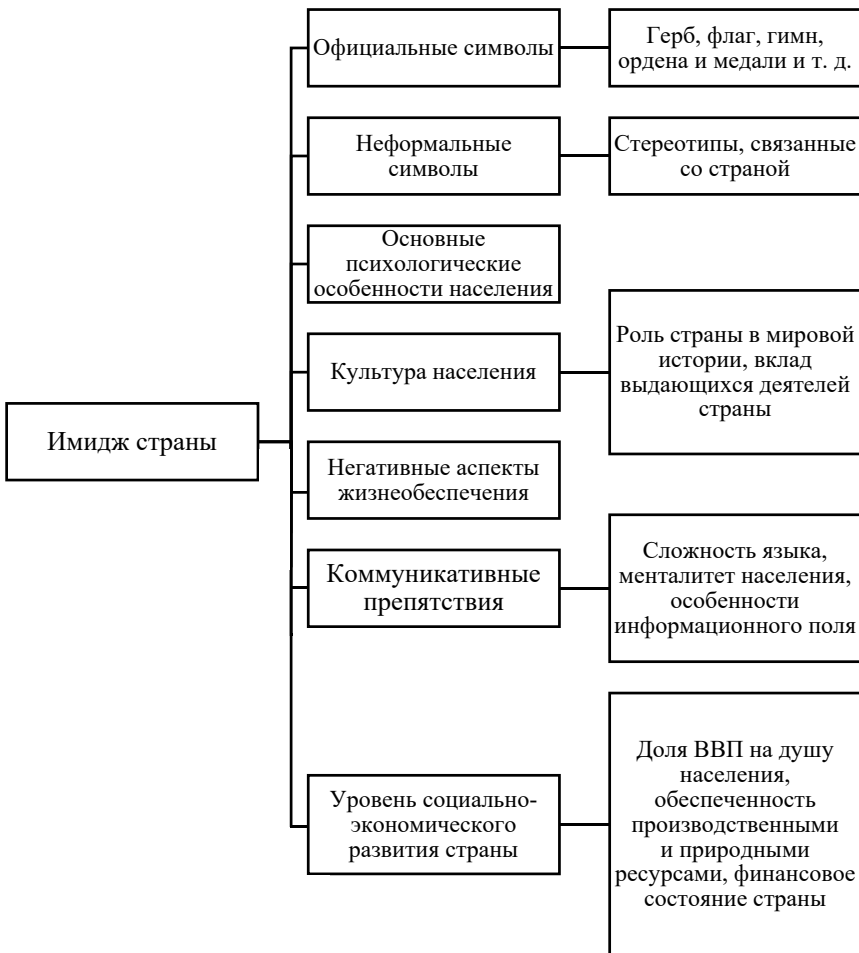 Имидж страны
Официальные символы
Герб, флаг, гимн,
ордена и медали и т. д.
Неформальные
символы
Стереотипы, связанные
со страной
Основные
психологические
особенности населения
Культура населения
Роль страны в мировой
истории, вклад
выдающихся деятелей
страны
Негативные аспекты
жизнеобеспечения
Коммуникативные
препятствия
Сложность языка,
менталитет населения,
особенности
информационного поля
Уровень социально-
экономического
развития страны
Доля ВВП на душу
населения,
обеспеченность
производственными
и природными
ресурсами, финансовое
состояние страны